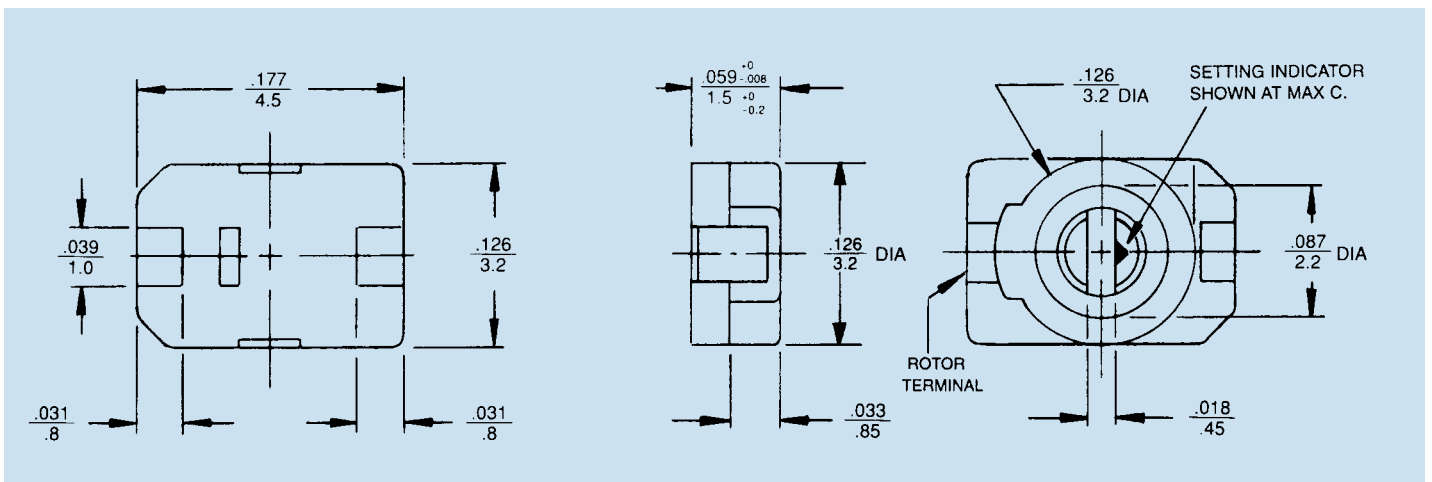 .177
4.5
.039
1.0
.126
3.2
.031
.8
.031
.8
.059 +0 -.008
1.5 +0 -0.2
.126
3.2 DIA
.033
.85
.126
3.2 DIA
SETTING INDICATOR
SHOWN AT MAX C.
.087
2.2 DIA
ROTOR
TERMINAL
.018
.45